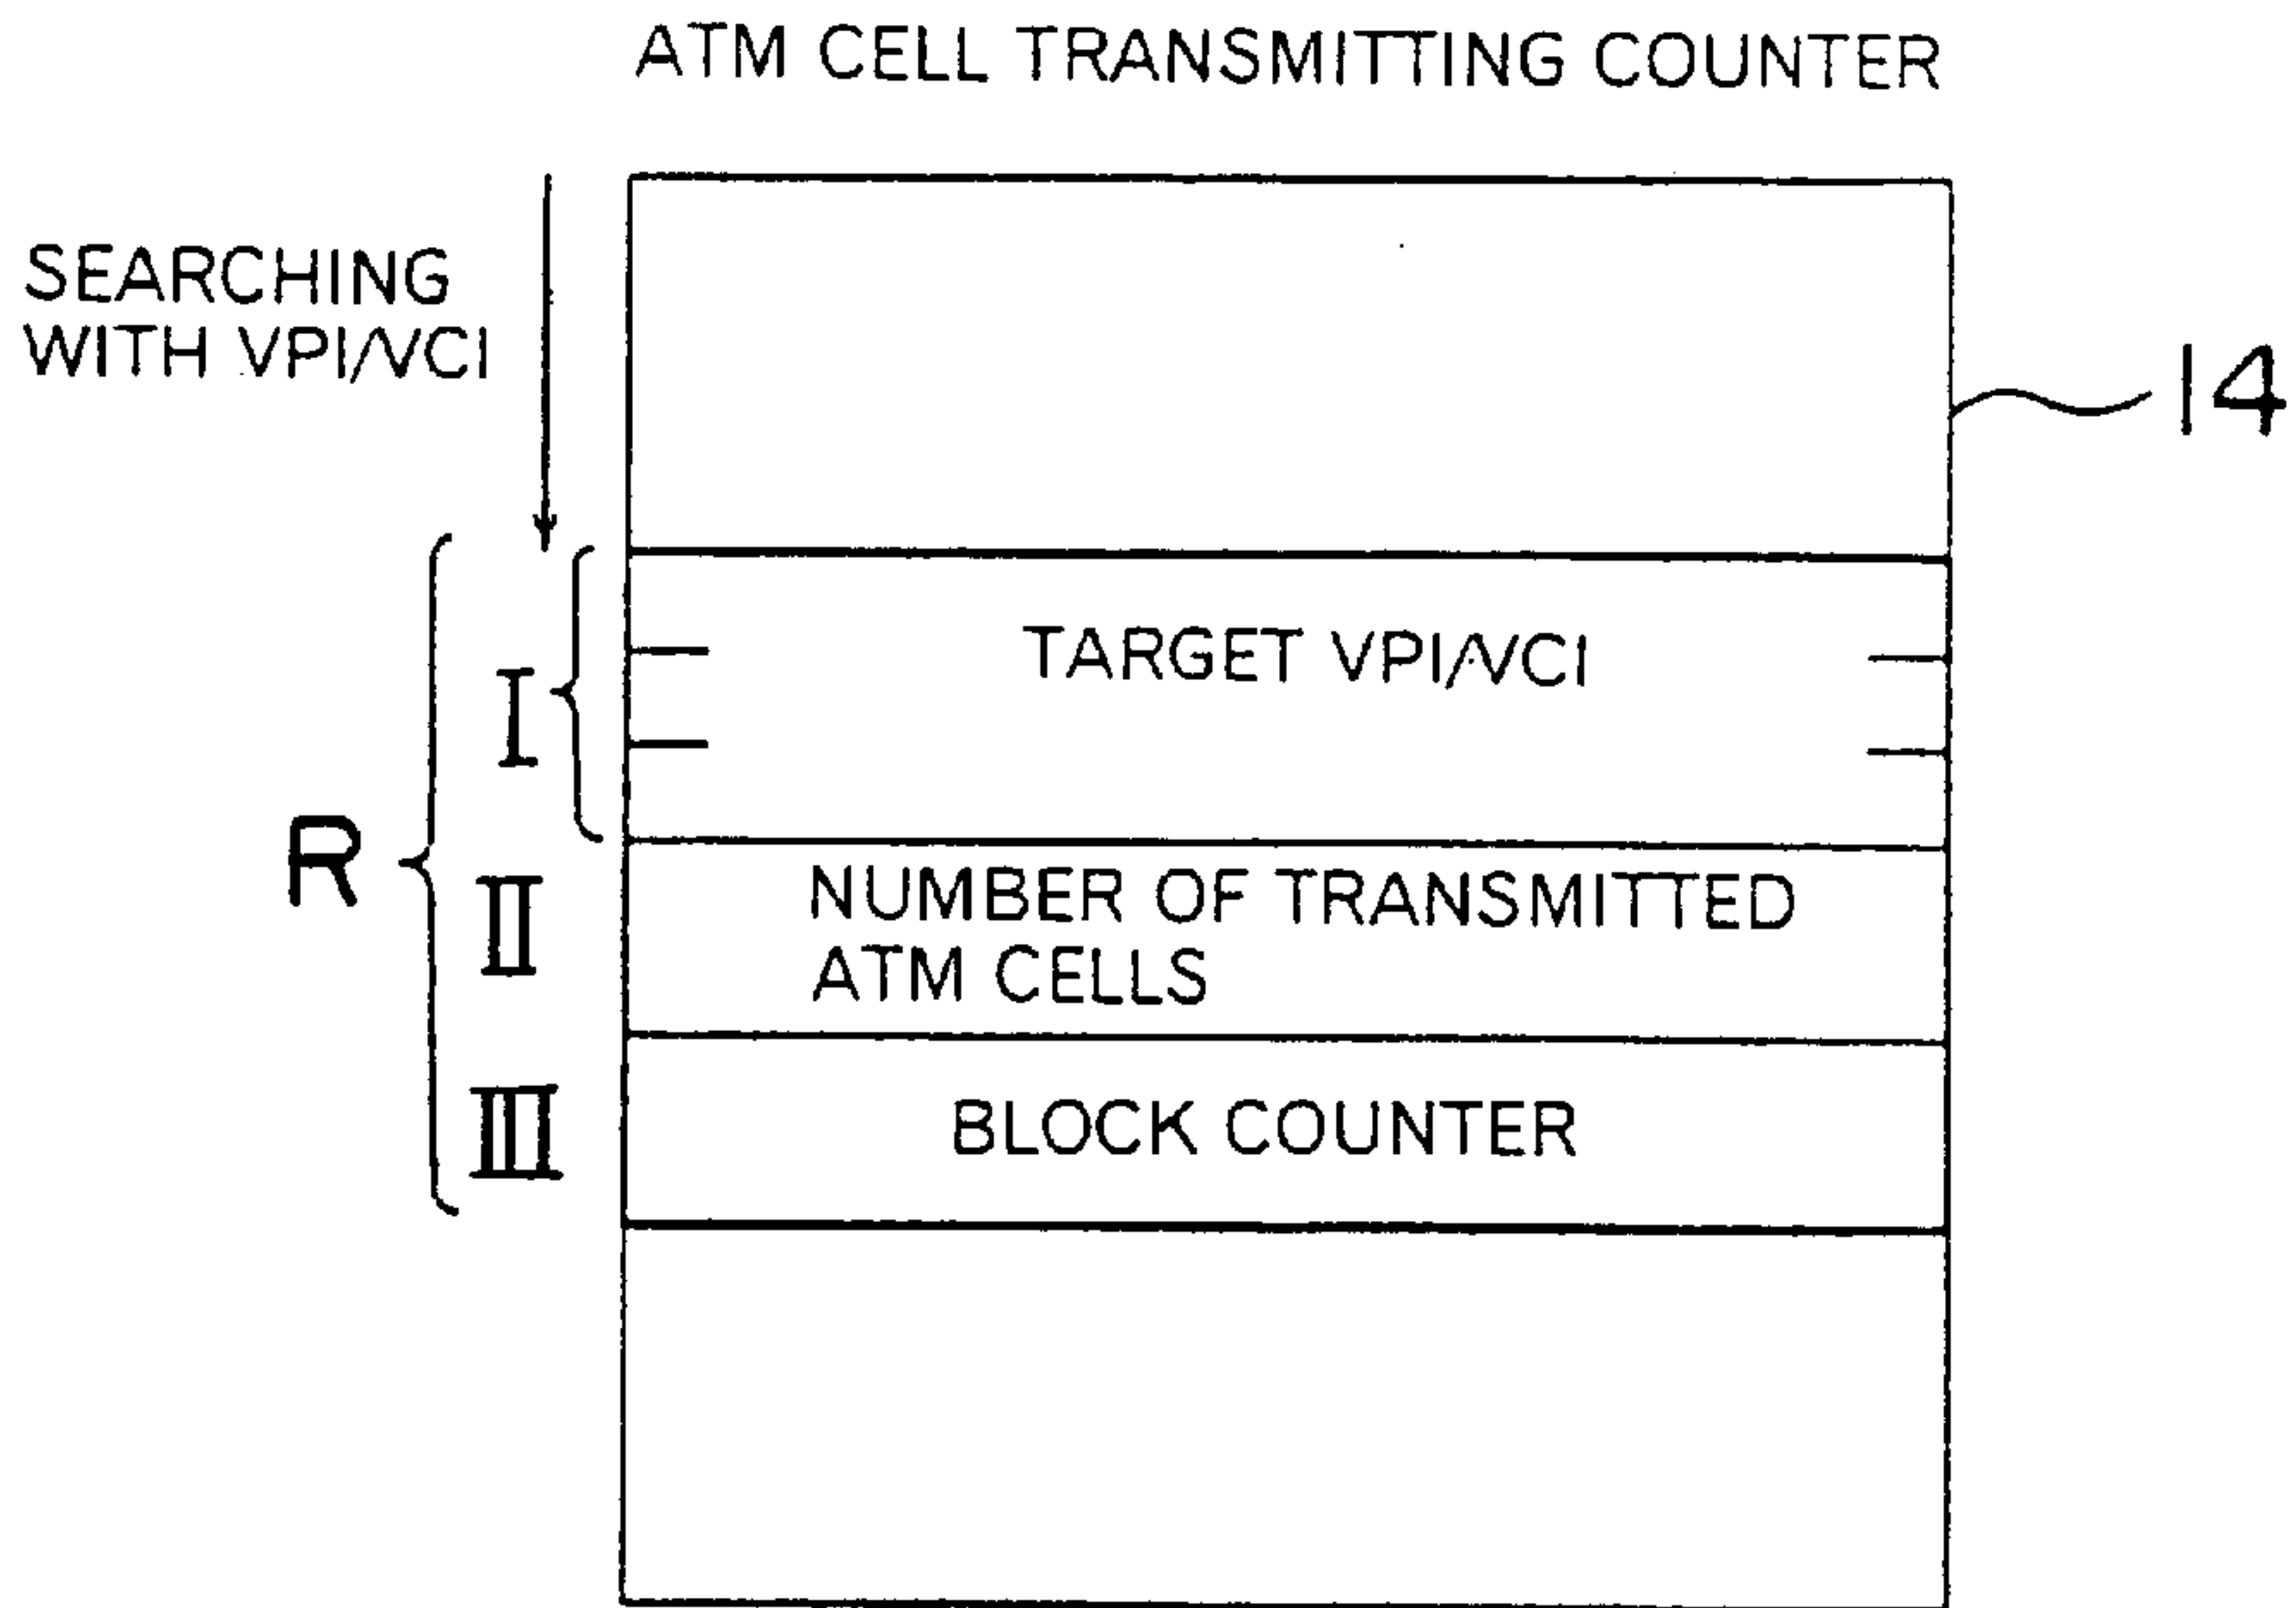 ATM CELL TRANSMITTING COUNTER
SEARCHING
WITH VPI/VCI
14
TARGET VPI/VCI
I
R
NUMBER OF TRANSMITTED
ATM CELLS
II
III
BLOCK COUNTER